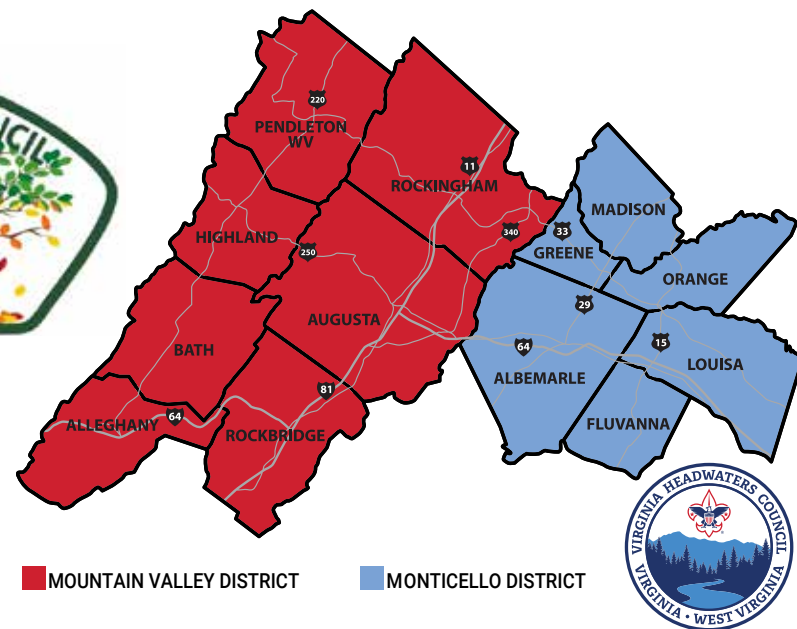 CIL
220
PENDLETON
WV
11
ROCKINGHAM
MADISON
HIGHLAND
340
33
GREENE
250
ORANGE
29
AUGUSTA
15
64
BATH
LOUISA
ALBEMARLE
81
64
ALLEGHANY
ROCKBRIDGE
FLUVANNA
MOUNTAIN VALLEY DISTRICT
MONTICELLO DISTRICT
VIRGINIA HEADWATERS COUNCIL
VIRGINIA • WEST VIRGINIA